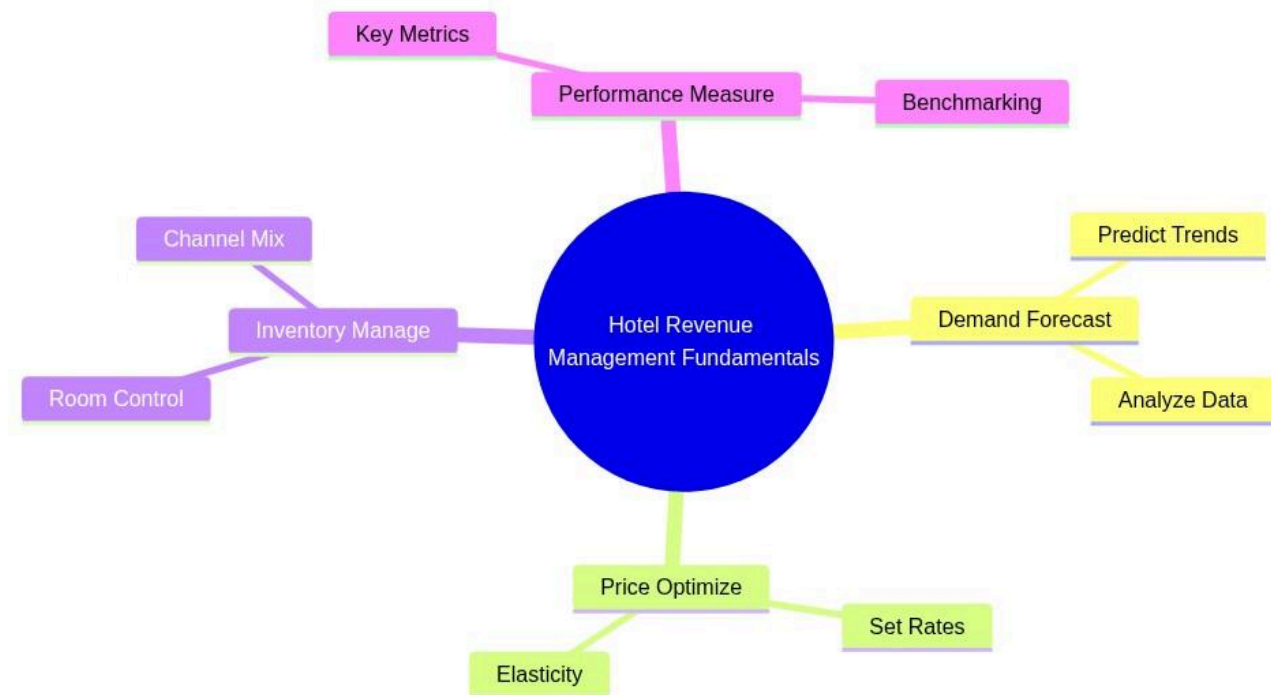 Key Metrics
Performance Measure
Benchmarking
Channel Mix
Predict Trends
Inventory Manage
Hotel Revenue
Management Fundamentals
Demand Forecast
Room Control
Analyze Data
Price Optimize
Set Rates
Elasticity